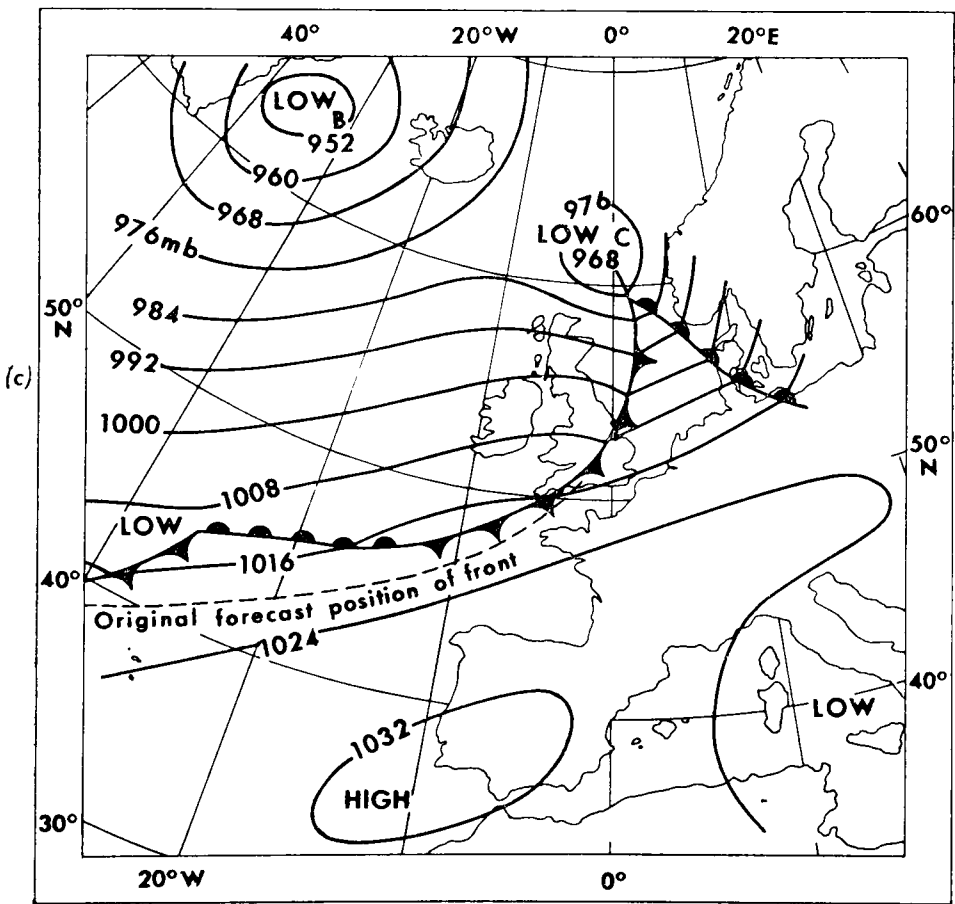 40° 20°W 0° 20°E
LOW B
952
960
968
976mb
976
LOW C
968
60°
50°
N
984
992
(c)
1000
50°
N
1008
LOW
1016
40°
Original forecast position of front
1024
40°
LOW
1032
HIGH
30°
20°W 0°